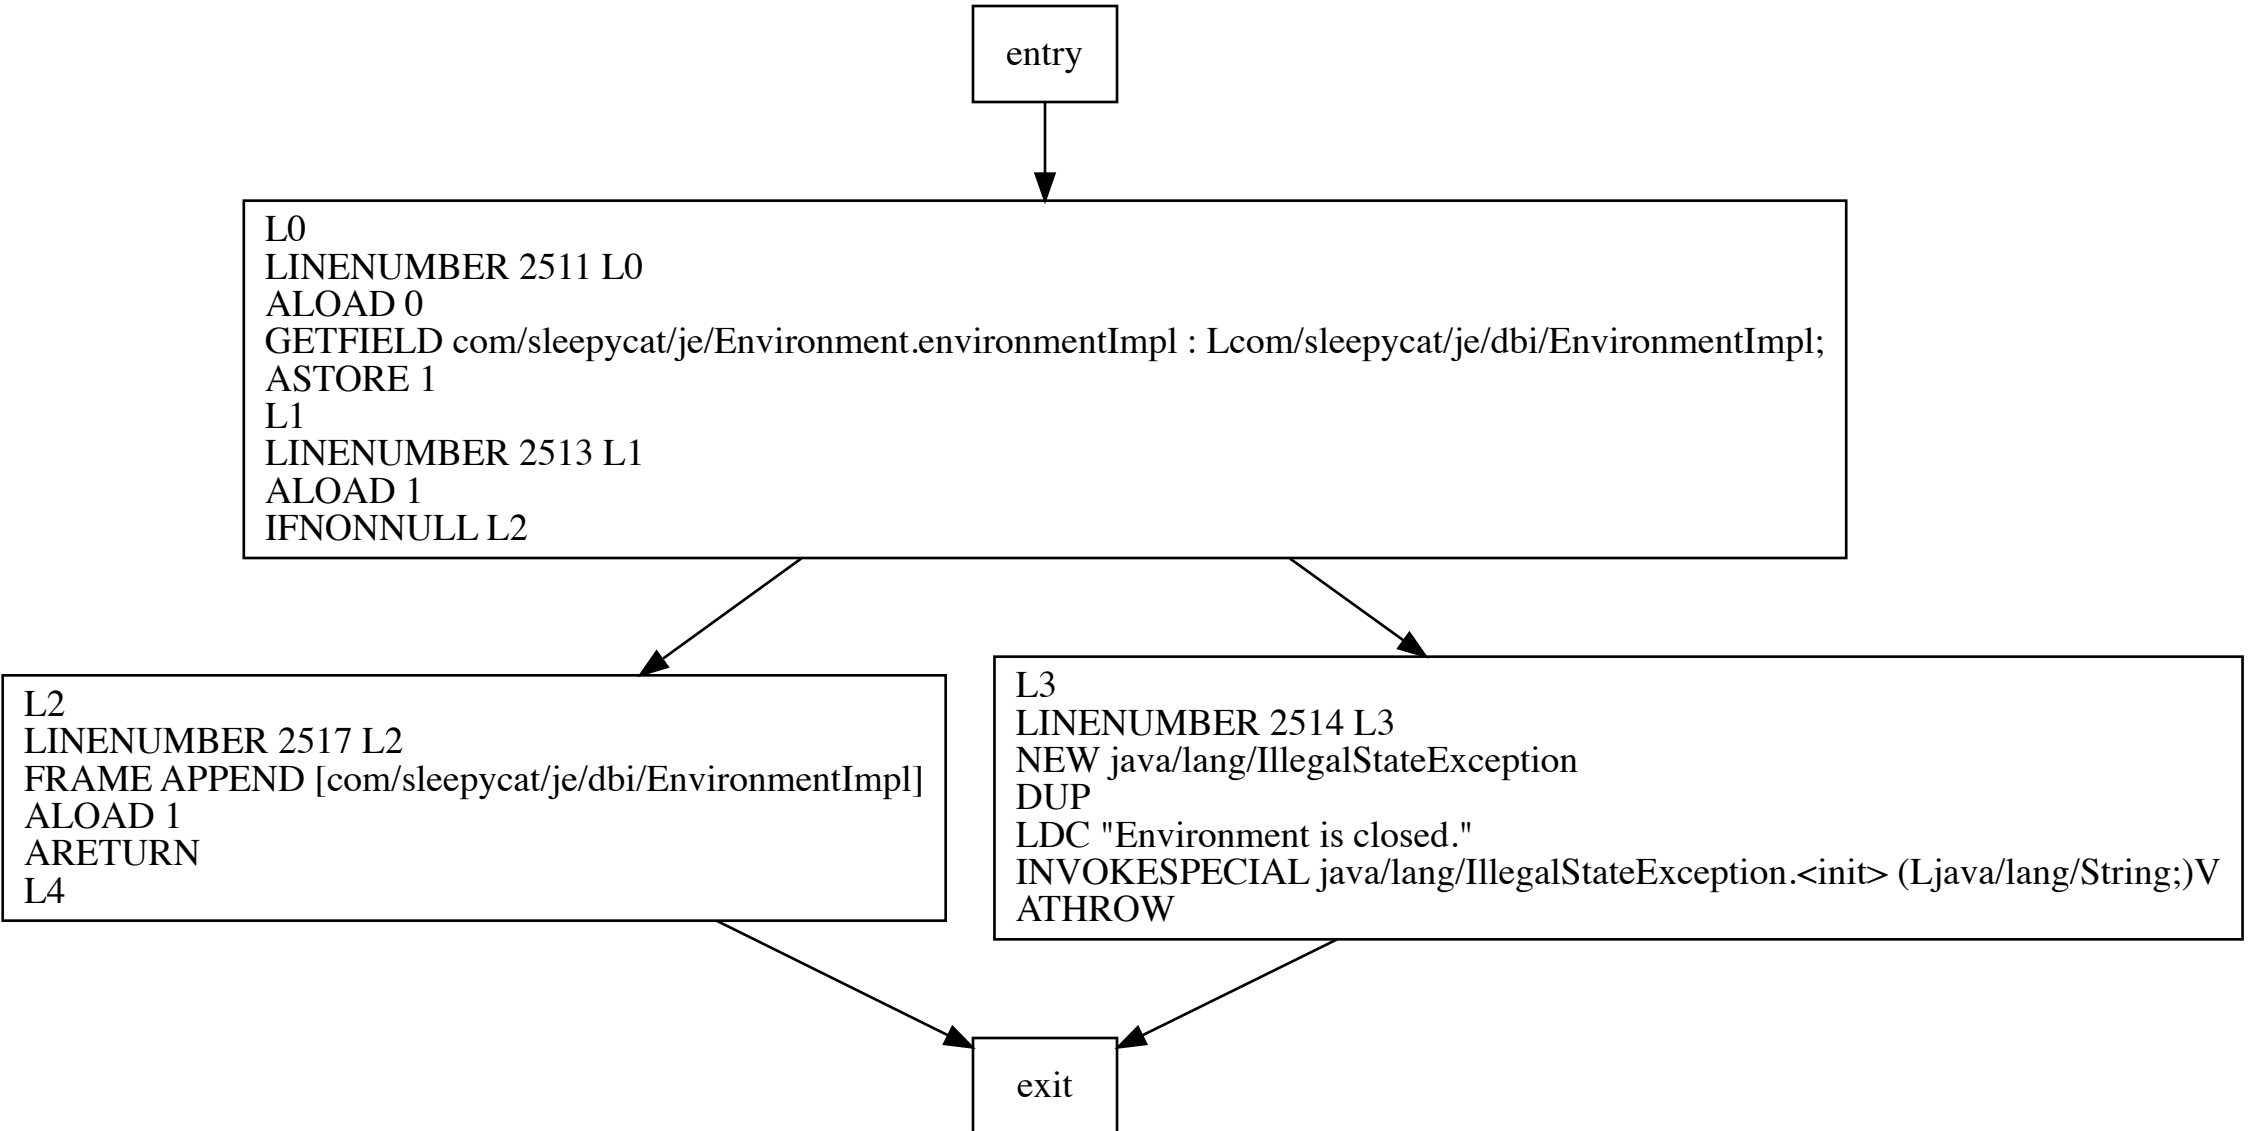 entry
L0
LINENUMBER 2511 L0
ALOAD 0
GETFIELD com/sleepycat/je/Environment.environmentImpl : Lcom/sleepycat/je/dbi/EnvironmentImpl;
ASTORE 1
L1
LINENUMBER 2513 L1
ALOAD 1
IFNONNULL L2
L2
LINENUMBER 2517 L2
FRAME APPEND [com/sleepycat/je/dbi/EnvironmentImpl]
ALOAD 1
ARETURN
L4
L3
LINENUMBER 2514 L3
NEW java/lang/IllegalStateException
DUP
LDC "Environment is closed."
INVOKESPECIAL java/lang/IllegalStateException.<init> (Ljava/lang/String;)V
ATHROW
exit